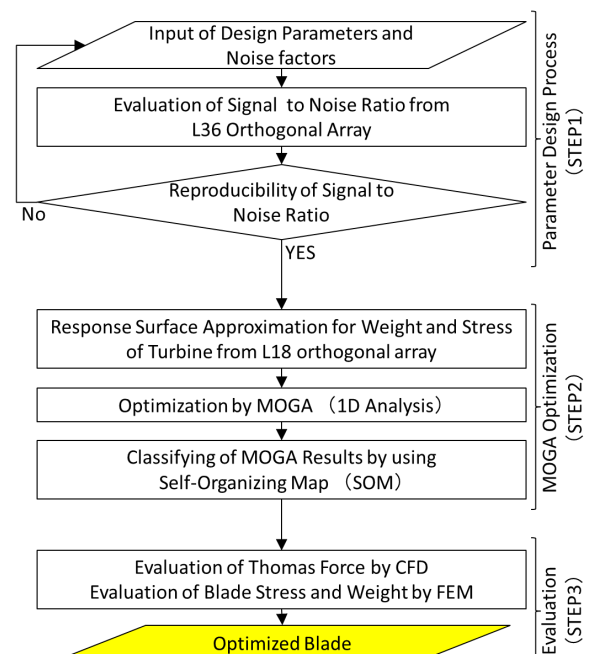 Input of Design Parameters and
Noise factors
Evaluation of Signal to Noise Ratio from
L36 Orthogonal Array
Reproducibility of Signal to
Noise Ratio
No
YES
Parameter Design Process
（STEP1）
Response Surface Approximation for Weight and Stress
of Turbine from L18 orthogonal array
Optimization by MOGA （1D Analysis）
Classifying of MOGA Results by using
Self-Organizing Map （SOM）
MOGA Optimization
（STEP2）
Evaluation of Thomas Force by CFD
Evaluation of Blade Stress and Weight by FEM
Optimized Blade
Evaluation
（STEP3）